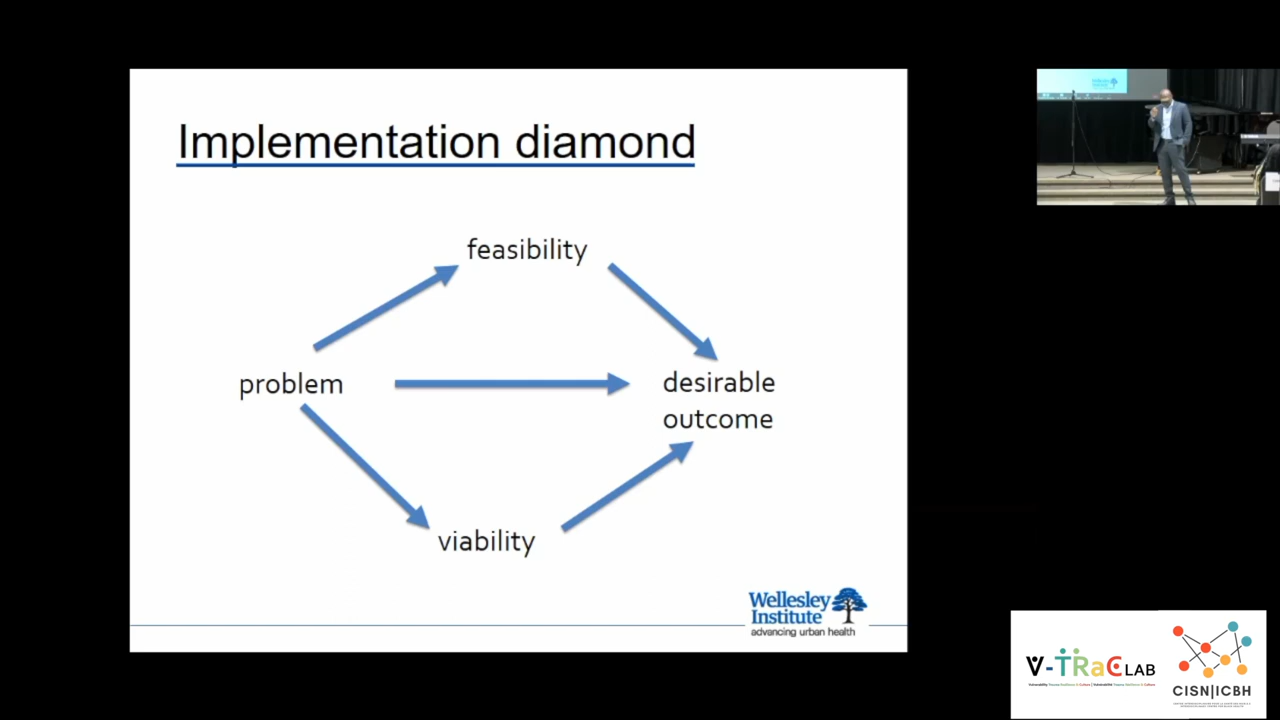 Implementation diamond
feasibility
problem
desirable
outcome
viability
Wellesley
Institute
advancing urban health
V-TRaC LAB
CISN|ICBH